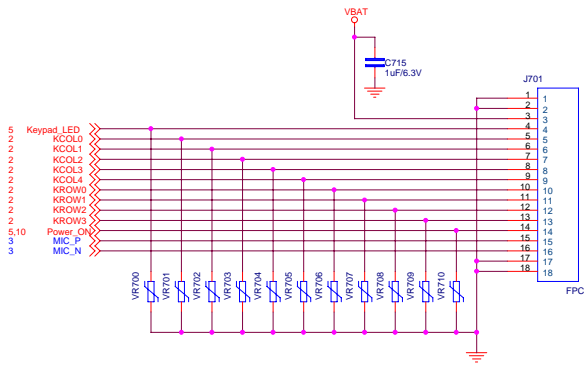 VBAT
C715
1uF/6.3V
J701
1 1
2 2
3 3
5 Keypad_LED 4 4
2 KCOL0 5 5
2 KCOL1 6 6
2 KCOL2 7 7
2 KCOL3 8 8
2 KCOL4 9 9
2 KROW0 10 10
2 KROW1 11 11
2 KROW2 12 12
2 KROW3 13 13
5,10 Power_ON 14 14
3 MIC_P 15 15
3 MIC_N 16 16
17 17
18 18
VR700 VR701 VR702 VR703 VR704 VR705 VR706 VR707 VR708 VR709 VR710
FPC